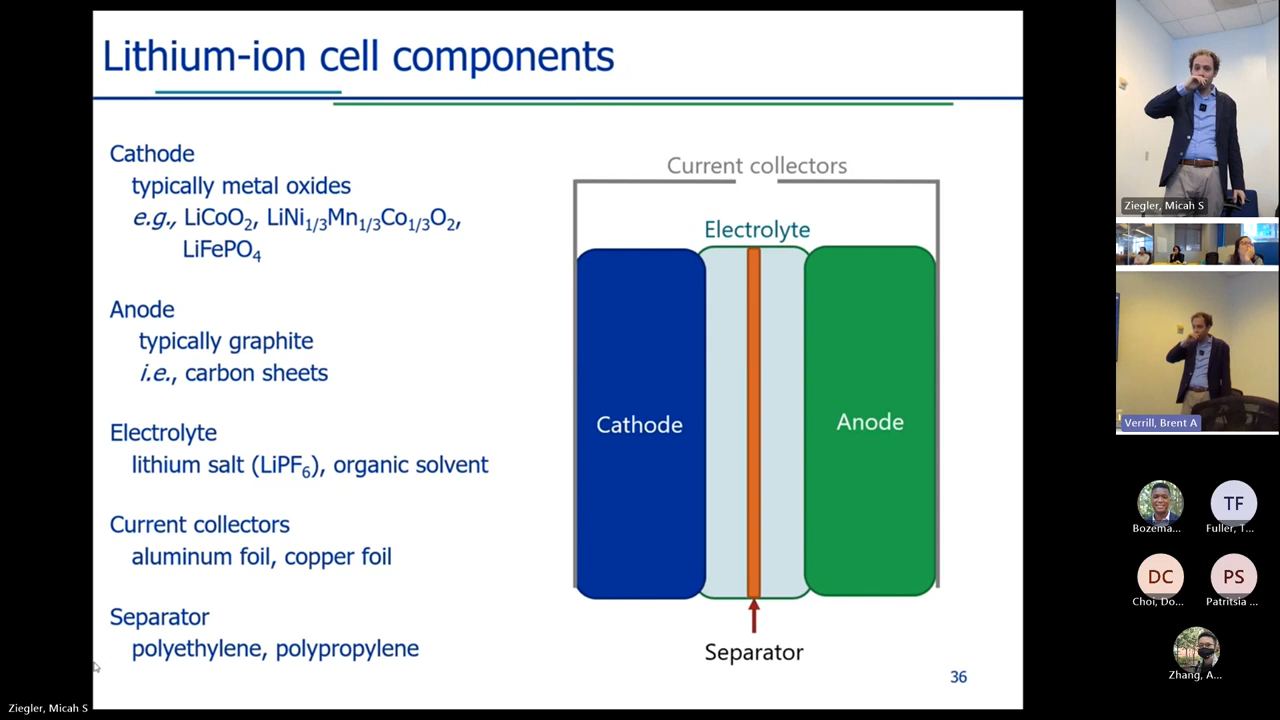 Lithium-ion cell components
Cathode
typically metal oxides
e.g., LiCoO₂, LiNi₁/₃Mn₁/₃Co₁/₃O₂,
LiFePO₄
Anode
typically graphite
i.e., carbon sheets
Electrolyte
lithium salt (LiPF₆), organic solvent
Current collectors
aluminum foil, copper foil
Separator
polyethylene, polypropylene
Current collectors
Electrolyte
Cathode
Anode
Separator
36
Ziegler, Micah S
Verrill, Brent A
Bozema...
TF
Fuller, T...
DC
Choi, Do...
PS
Patritsia ...
Zhang, A...
Ziegler, Micah S